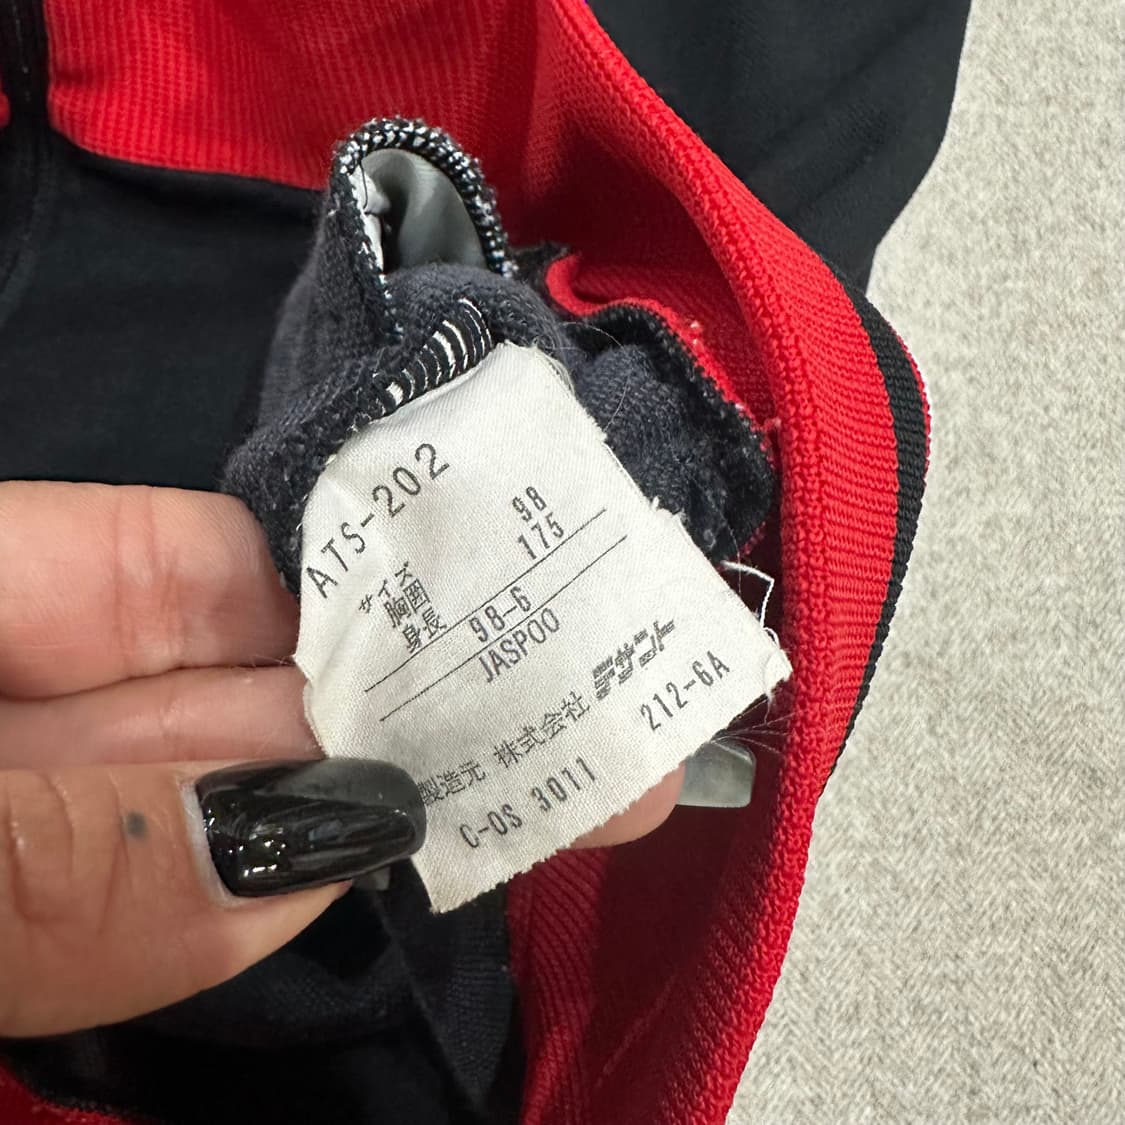 ATS-202
サイズ
胸囲 98
身長 175
98-6
JASPOO
製造元 株式会社 デサント
C-OS 3011 212-6A